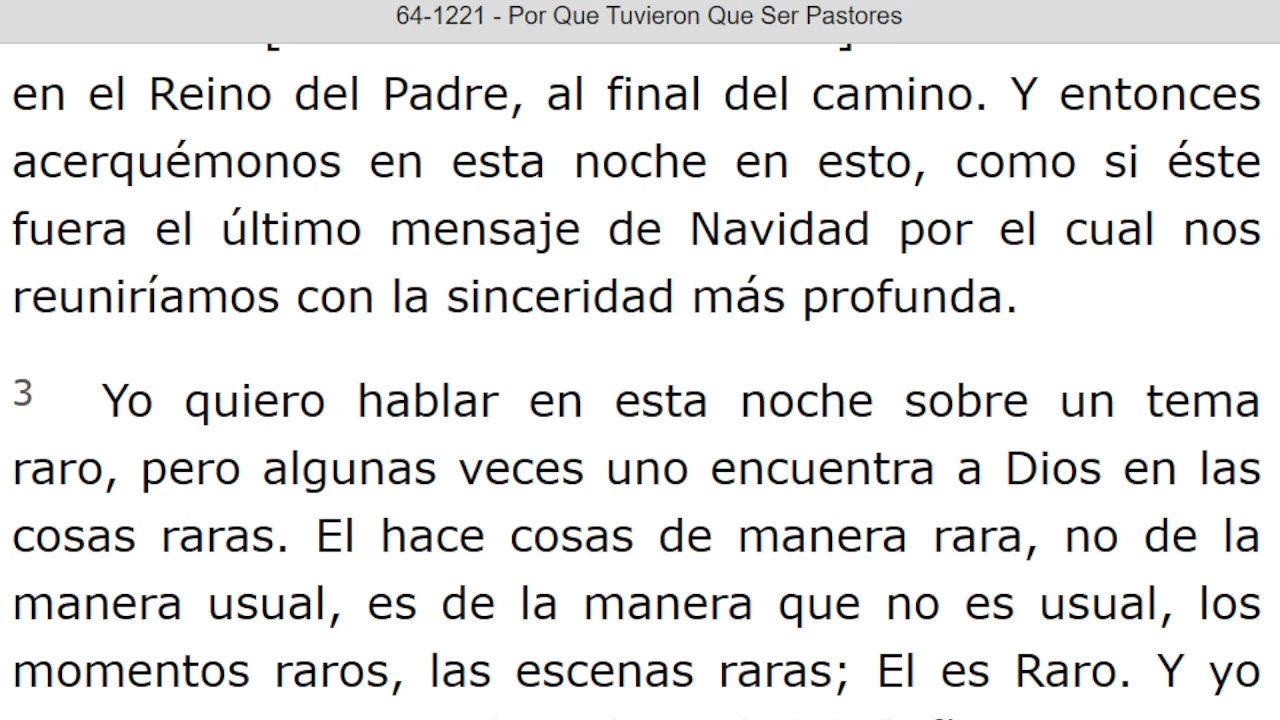 64-1221 - Por Que Tuvieron Que Ser Pastores
en el Reino del Padre, al final del camino. Y entonces
acerquémonos en esta noche en esto, como si éste
fuera el último mensaje de Navidad por el cual nos
reuniríamos con la sinceridad más profunda.
3 Yo quiero hablar en esta noche sobre un tema
raro, pero algunas veces uno encuentra a Dios en las
cosas raras. El hace cosas de manera rara, no de la
manera usual, es de la manera que no es usual, los
momentos raros, las escenas raras; El es Raro. Y yo